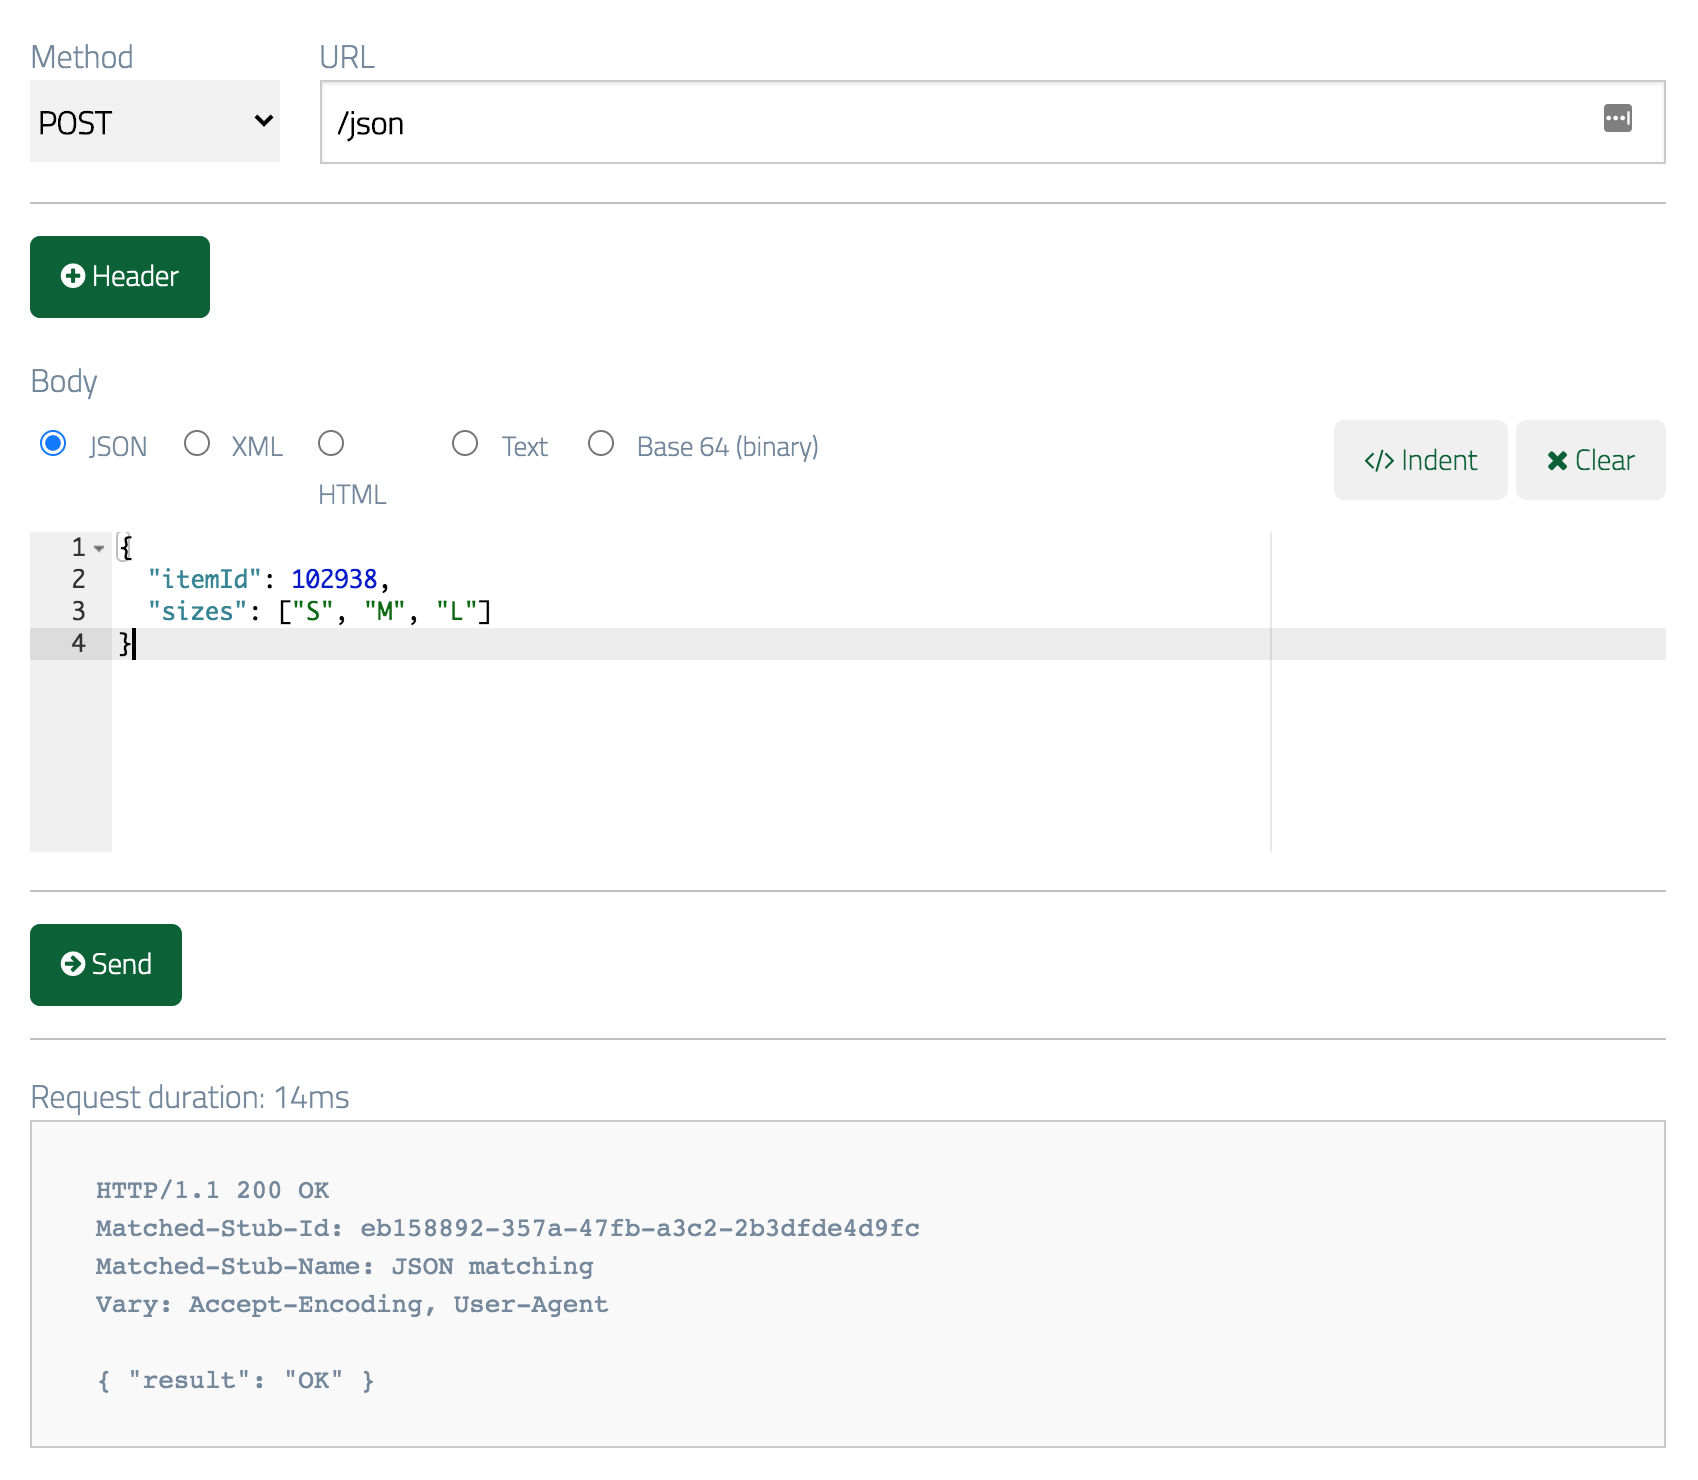 Method URL
POST /json
Header
Body
JSON XML HTML Text Base 64 (binary)
</> Indent Clear
1 {
2 "itemId": 102938,
3 "sizes": ["S", "M", "L"]
4 }
Send
Request duration: 14ms
HTTP/1.1 200 OK
Matched-Stub-Id: eb158892-357a-47fb-a3c2-2b3dfde4d9fc
Matched-Stub-Name: JSON matching
Vary: Accept-Encoding, User-Agent
{ "result": "OK" }